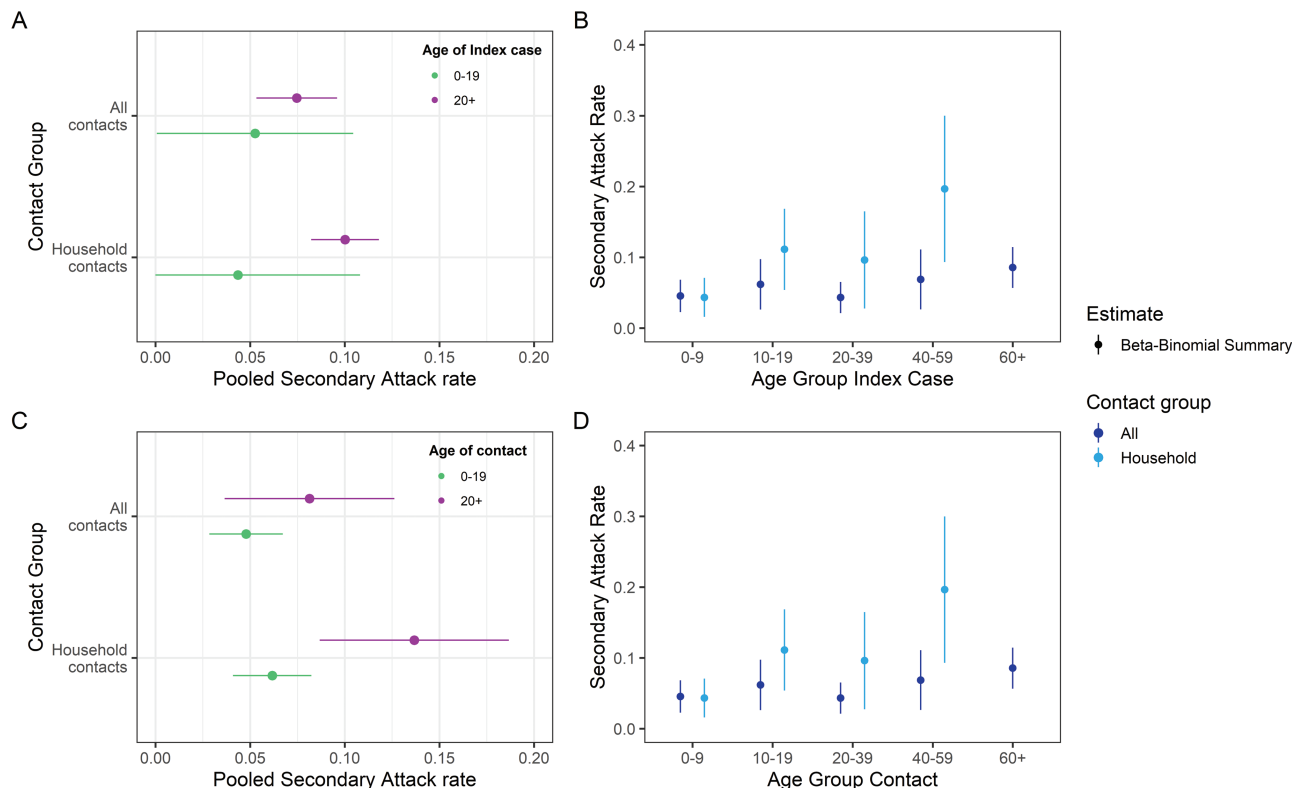 A
Contact Group
All
contacts
Household
contacts
Age of Index case
0-19
20+
0.00 0.05 0.10 0.15 0.20
Pooled Secondary Attack rate
B
Secondary Attack Rate
0.4
0.3
0.2
0.1
0.0
0-9 10-19 20-39 40-59 60+
Age Group Index Case
C
Contact Group
All
contacts
Household
contacts
Age of contact
0-19
20+
0.00 0.05 0.10 0.15 0.20
Pooled Secondary Attack rate
D
Secondary Attack Rate
0.4
0.3
0.2
0.1
0.0
0-9 10-19 20-39 40-59 60+
Age Group Contact
Estimate
Beta-Binomial Summary
Contact group
All
Household